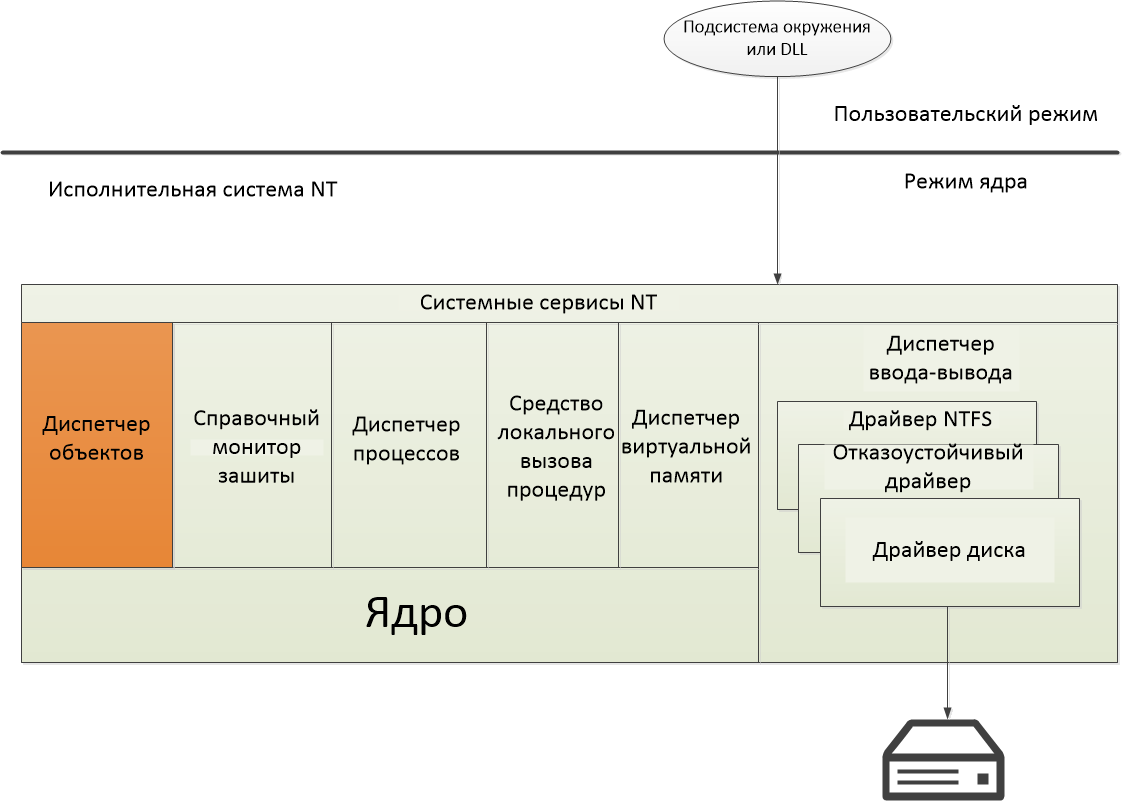 Подсистема окружения
или DLL
Пользовательский режим
Исполнительная система NT
Режим ядра
Системные сервисы NT
Диспетчер
объектов
Справочный
монитор
зашиты
Диспетчер
процессов
Средство
локального
вызова
процедур
Диспетчер
виртуальной
памяти
Диспетчер
ввода-вывода
Драйвер NTFS
Отказоустойчивый
драйвер
Драйвер диска
Ядро